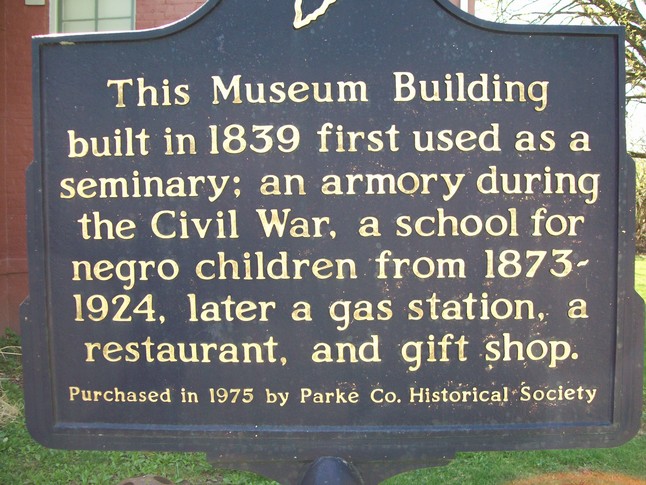 This Museum Building
built in 1839 first used as a
seminary; an armory during
the Civil War, a school for
negro children from 1873-
1924, later a gas station, a
restaurant, and gift shop.
Purchased in 1975 by Parke Co. Historical Society